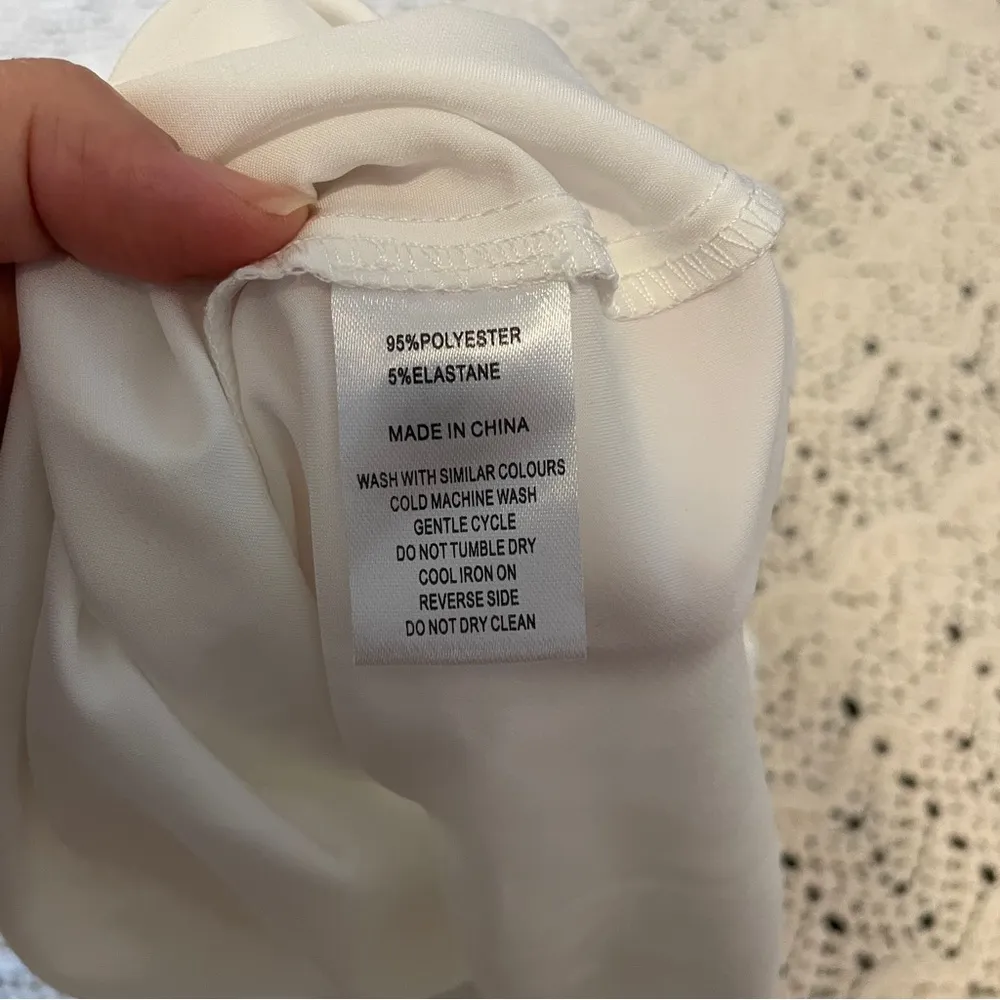 95%POLYESTER
5%ELASTANE
MADE IN CHINA
WASH WITH SIMILAR COLOURS
COLD MACHINE WASH
GENTLE CYCLE
DO NOT TUMBLE DRY
COOL IRON ON
REVERSE SIDE
DO NOT DRY CLEAN